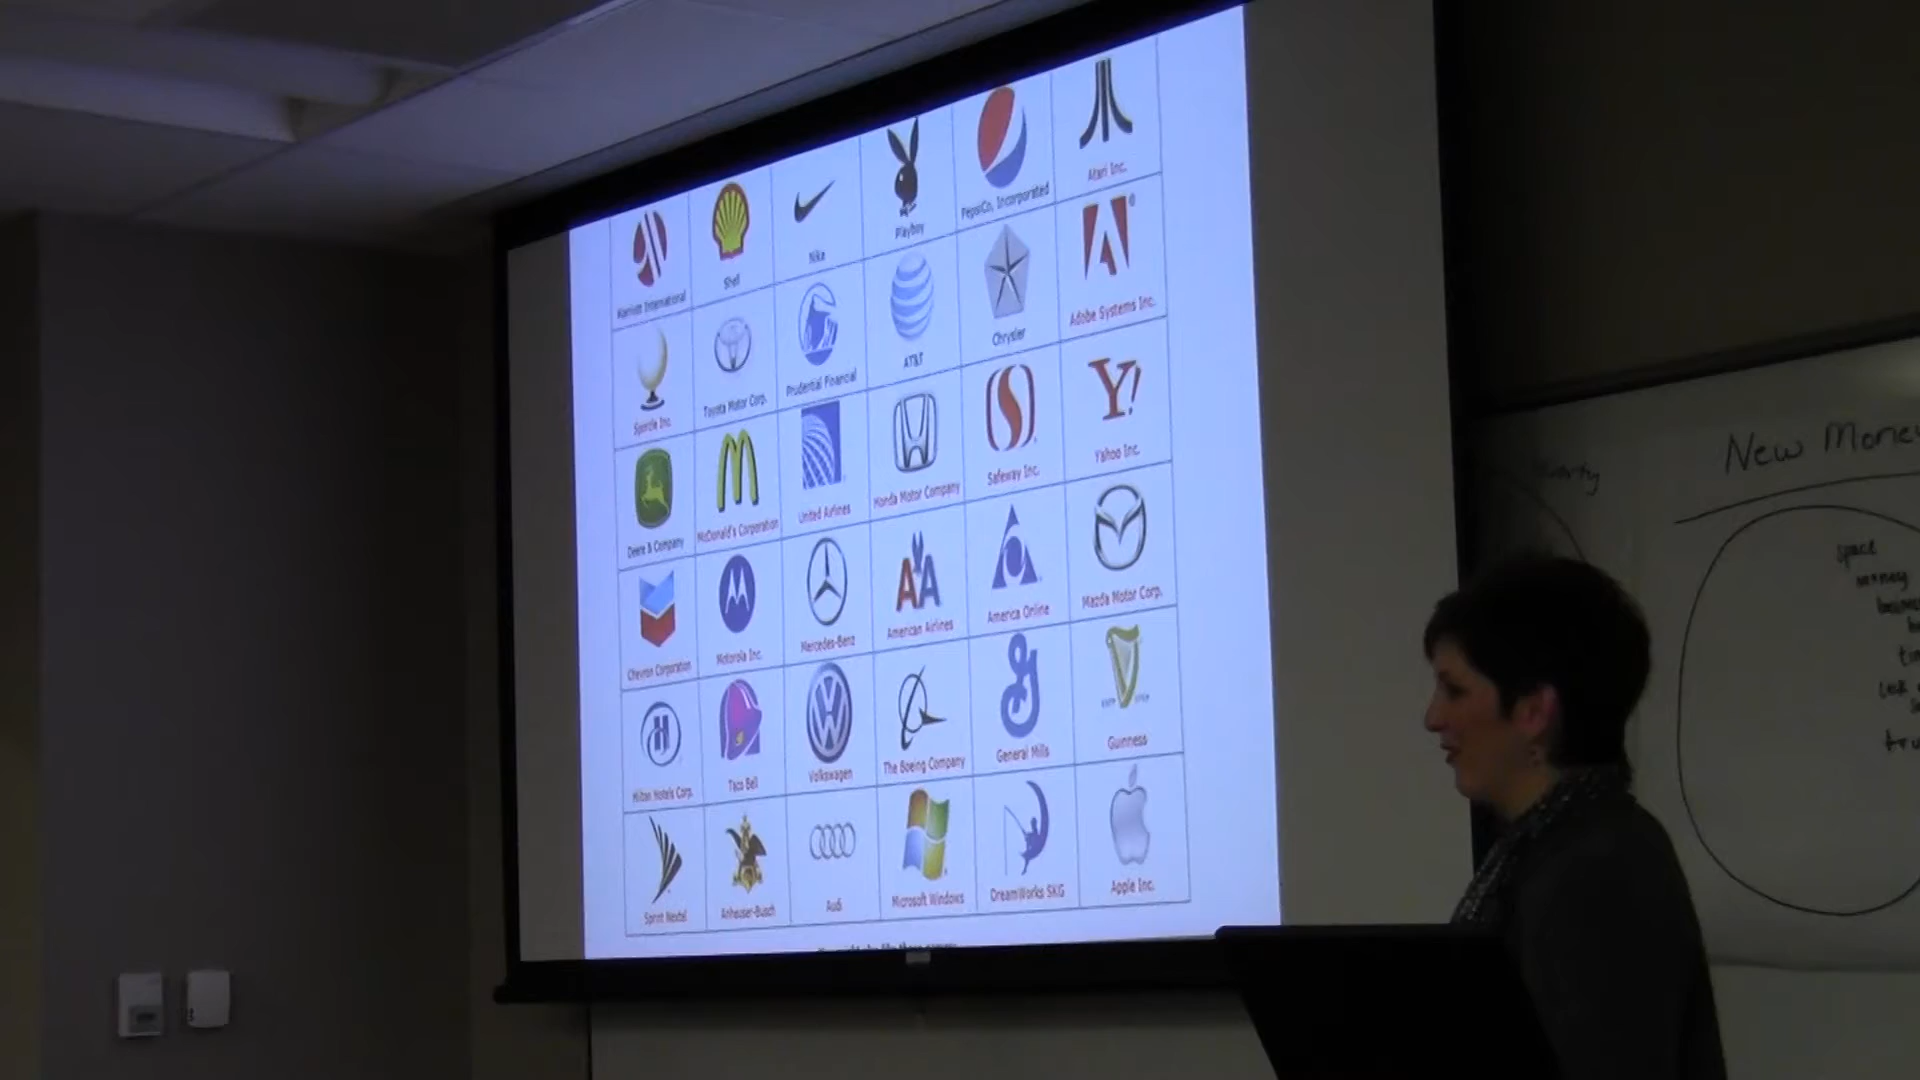 Marriott International
Shell
Nike
Playboy
PepsiCo, Incorporated
Atari Inc.
Sporcle Inc.
Toyota Motor Corp.
Prudential Financial
AT&T
Chrysler
Adobe Systems Inc.
Deere & Company
McDonald's Corporation
United Airlines
Honda Motor Company
Safeway Inc.
Y!
Yahoo Inc.
Chevron Corporation
Motorola Inc.
Mercedes-Benz
AA
American Airlines
America Online
Mazda Motor Corp.
H
Hilton Hotels Corp.
Taco Bell
Volkswagen
The Boeing Company
G
General Mills
Guinness
Sprint Nextel
Anheuser-Busch
Audi
Microsoft Windows
DreamWorks SKG
Apple Inc.
New Money
space
money